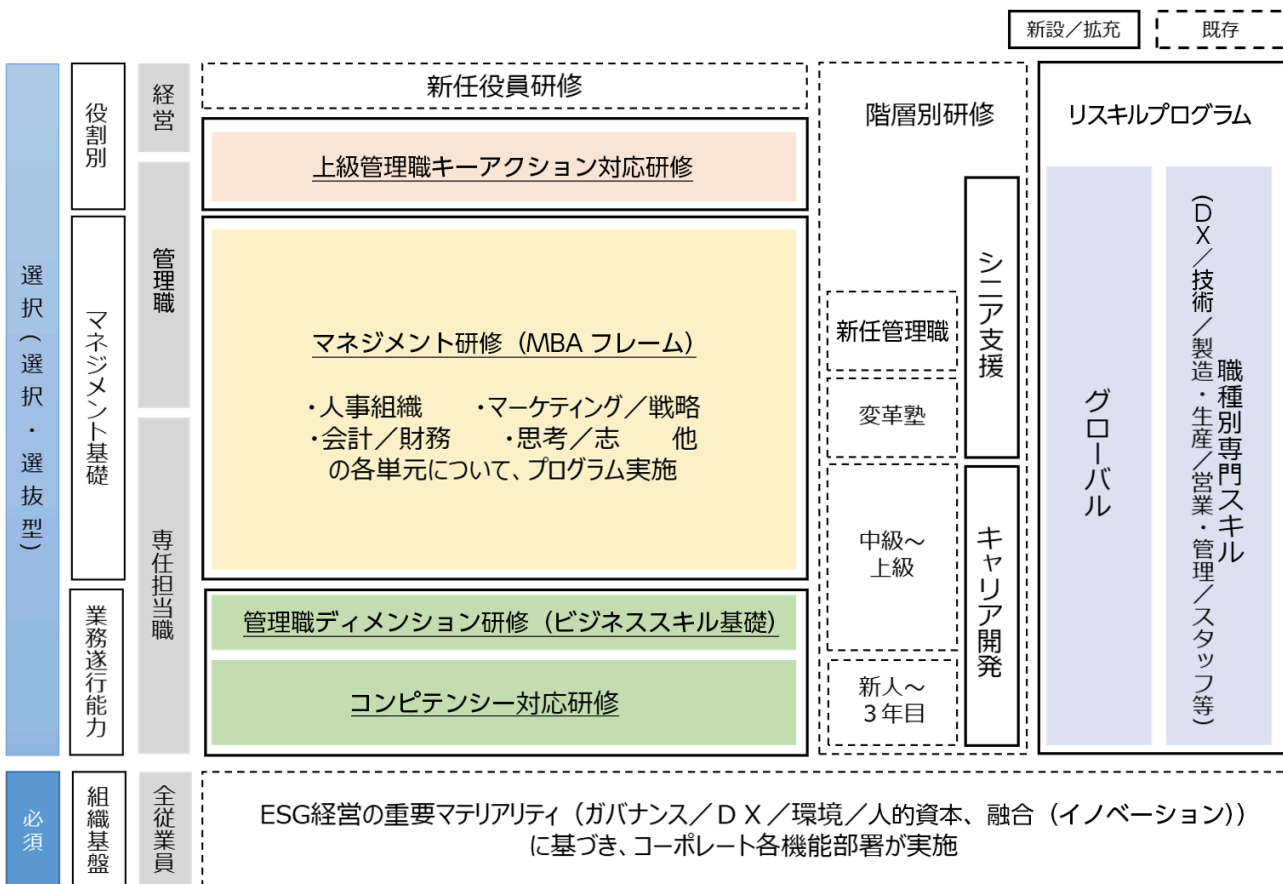 新設／拡充
既存
選択(選択・選抜型)
役割別
マネジメント基礎
業務遂行能力
経営
管理職
専任担当職
新任役員研修
上級管理職キーアクション対応研修
マネジメント研修（MBA フレーム）
・人事組織　・マーケティング／戦略
・会計／財務　・思考／志　他
の各単元について、プログラム実施
管理職ディメンション研修（ビジネススキル基礎）
コンピテンシー対応研修
階層別研修
新任管理職
変革塾
中級～
上級
新人～
３年目
シニア支援
キャリア開発
リスキルプログラム
グローバル
職種別専門スキル
(ＤＸ／技術／製造・生産／営業・管理／スタッフ等)
必須
組織基盤
全従業員
ESG経営の重要マテリアリティ（ガバナンス／ＤＸ／環境／人的資本、融合（イノベーション））
に基づき、コーポレート各機能部署が実施